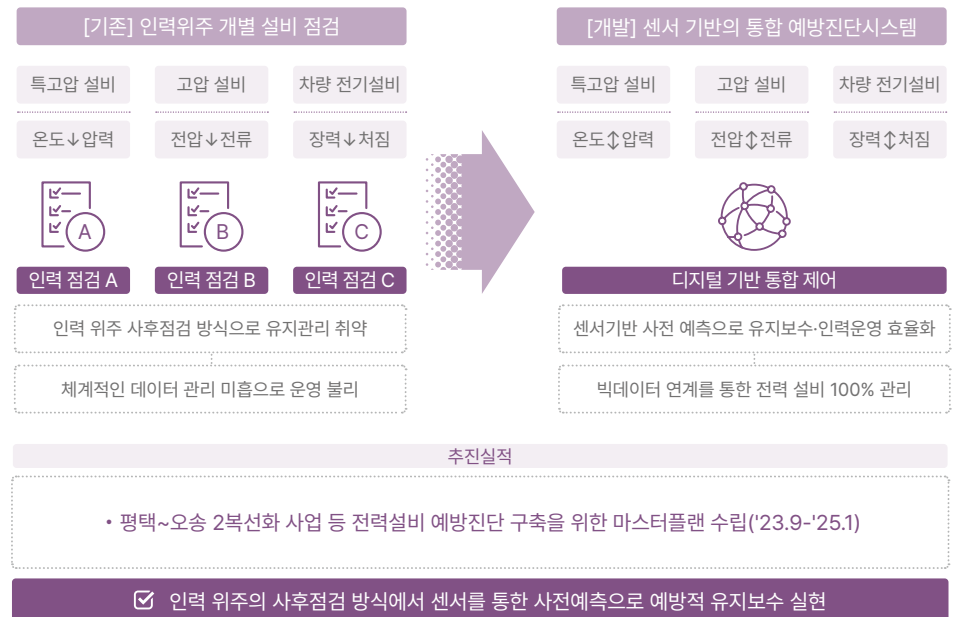 [기존] 인력위주 개별 설비 점검
특고압 설비
고압 설비
차량 전기설비
온도↓압력
전압↓전류
장력↓처짐
A
B
C
인력 점검 A
인력 점검 B
인력 점검 C
인력 위주 사후점검 방식으로 유지관리 취약
체계적인 데이터 관리 미흡으로 운영 불리
[개발] 센서 기반의 통합 예방진단시스템
특고압 설비
고압 설비
차량 전기설비
온도↕압력
전압↕전류
장력↕처짐
디지털 기반 통합 제어
센서기반 사전 예측으로 유지보수·인력운영 효율화
빅데이터 연계를 통한 전력 설비 100% 관리
추진실적
• 평택~오송 2복선화 사업 등 전력설비 예방진단 구축을 위한 마스터플랜 수립('23.9-'25.1)
인력 위주의 사후점검 방식에서 센서를 통한 사전예측으로 예방적 유지보수 실현